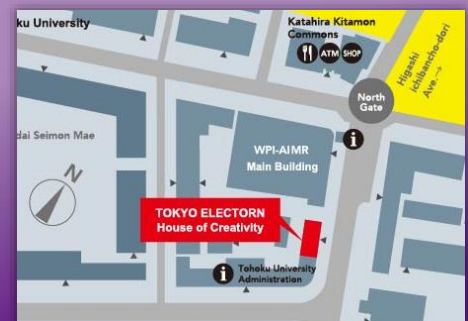 ku University
Katahira Kitamon
Commons
ATM
SHOP
Higashi
ichibancho-dori
Ave. →
North
Gate
dai Seimon Mae
WPI-AIMR
Main Building
N
TOKYO ELECTORN
House of Creativity
Tohoku University
Administration